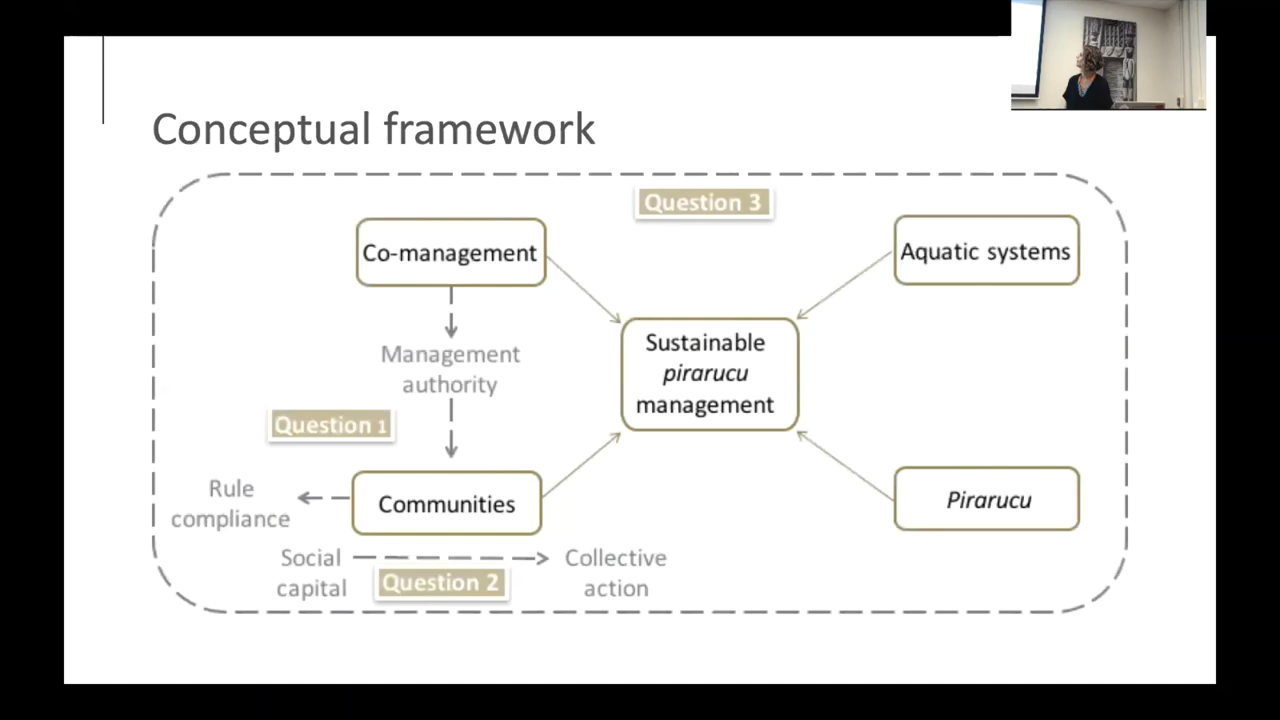 Conceptual framework
Question 3
Co-management
Aquatic systems
Sustainable
pirarucu
management
Management
authority
Question 1
Rule
compliance
Communities
Pirarucu
Social
capital
Question 2
Collective
action